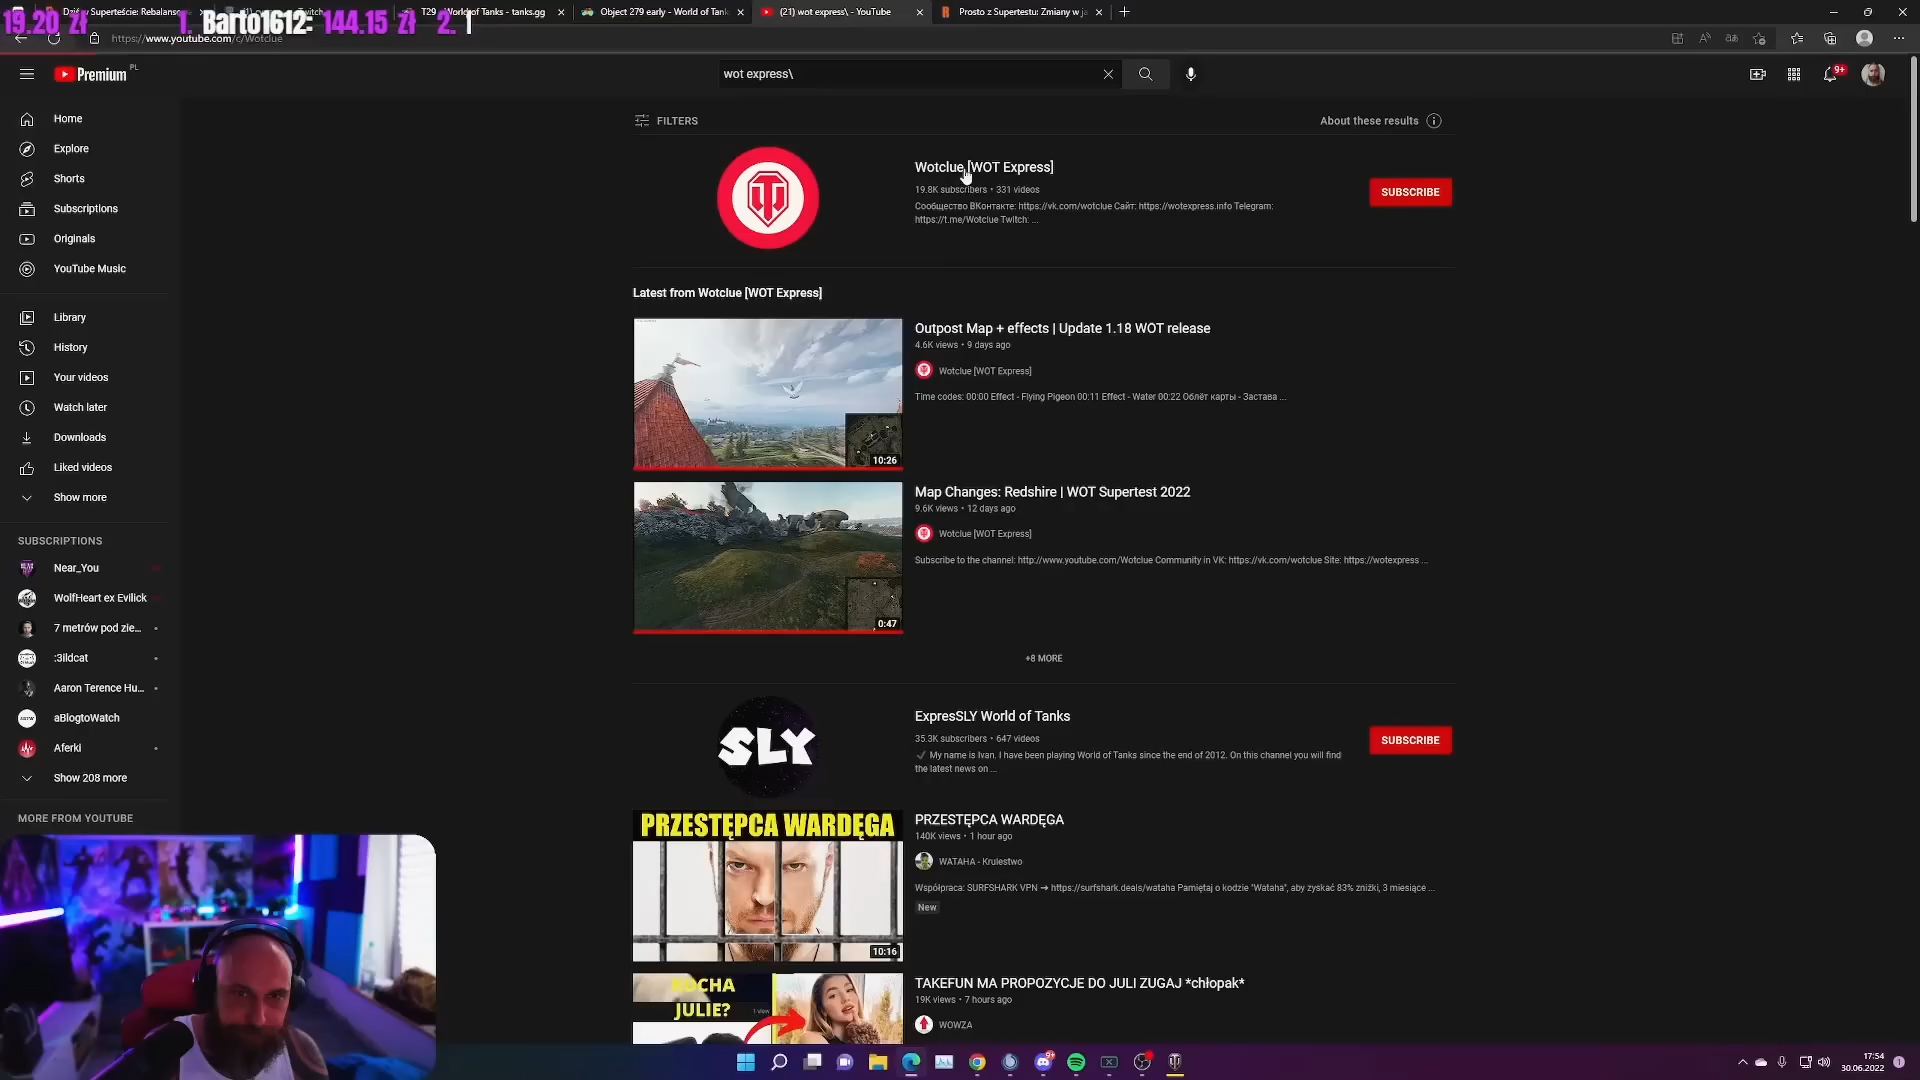 19.20 zł 1. Barto1612: 144.15 zł 2. 1
T29 - World of Tanks - tanks.gg
Object 279 early - World of Tank
(21) wot express\ - YouTube
Prosto z Supertestu: Zmiany w ja
https://www.youtube.com/c/Wotclue
Premium PL
wot express\
9+
Home
Explore
Shorts
Subscriptions
Originals
YouTube Music
Library
History
Your videos
Watch later
Downloads
Liked videos
Show more
SUBSCRIPTIONS
Near_You
WolfHeart ex Evilick
7 metrów pod zie...
:3ildcat
Aaron Terence Hu...
aBlogtoWatch
Aferki
Show 208 more
MORE FROM YOUTUBE
FILTERS
About these results
Wotclue [WOT Express]
19.8K subscribers • 331 videos
Сообщество ВКонтакте: https://vk.com/wotclue Сайт: https://wotexpress.info Telegram:
https://t.me/Wotclue Twitch: ...
SUBSCRIBE
Latest from Wotclue [WOT Express]
10:26
Outpost Map + effects | Update 1.18 WOT release
4.6K views • 9 days ago
Wotclue [WOT Express]
Time codes: 00:00 Effect - Flying Pigeon 00:11 Effect - Water 00:22 Облёт карты - Застава ...
0:47
Map Changes: Redshire | WOT Supertest 2022
9.6K views • 12 days ago
Wotclue [WOT Express]
Subscribe to the channel: http://www.youtube.com/Wotclue Community in VK: https://vk.com/wotclue Site: https://wotexpress ...
+8 MORE
SLY
ExpresSLY World of Tanks
35.3K subscribers • 647 videos
✓ My name is Ivan. I have been playing World of Tanks since the end of 2012. On this channel you will find
the latest news on ...
SUBSCRIBE
PRZESTĘPCA WARDĘGA
10:16
PRZESTĘPCA WARDĘGA
140K views • 1 hour ago
WATAHA - Krulestwo
Współpraca: SURFSHARK VPN ➔ https://surfshark.deals/wataha Pamiętaj o kodzie "Wataha", aby zyskać 83% zniżki, 3 miesiące ...
New
KOCHA
JULIE?
TAKEFUN MA PROPOZYCJE DO JULI ZUGAJ *chłopak*
19K views • 7 hours ago
WOWZA
17:54
30.06.2022